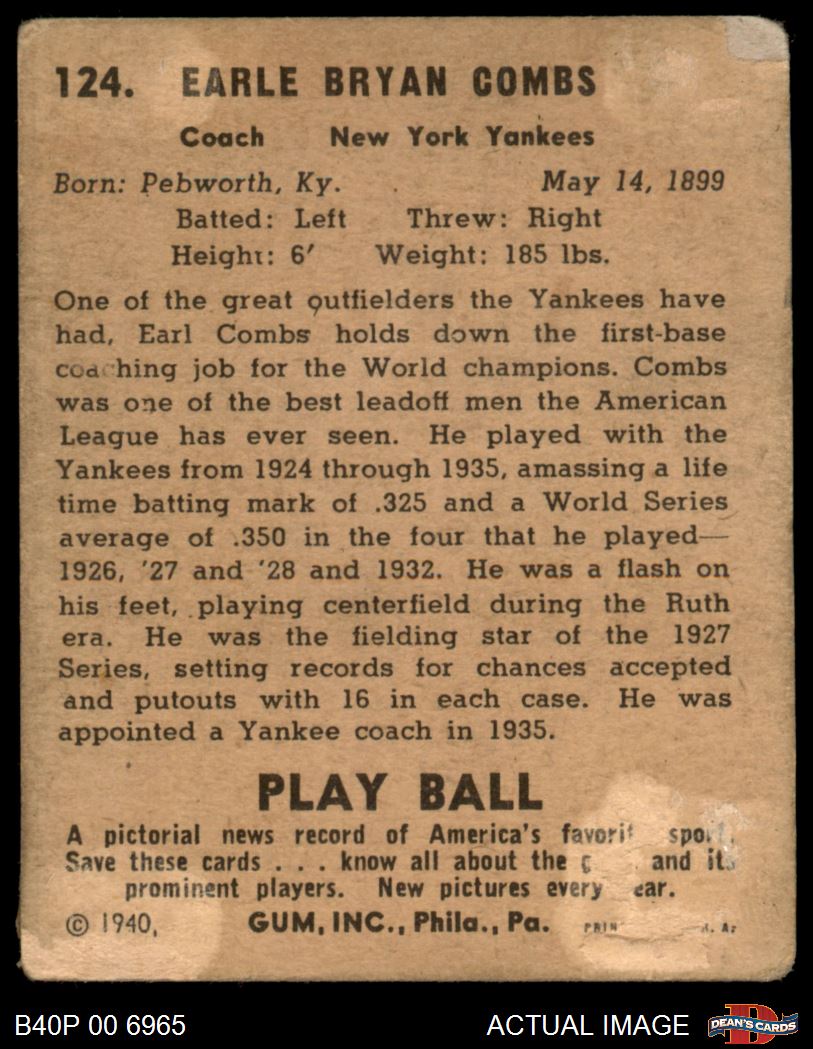 124. EARLE BRYAN COMBS
Coach New York Yankees
Born: Pebworth, Ky. May 14, 1899
Batted: Left Threw: Right
Height: 6′ Weight: 185 lbs.
One of the great outfielders the Yankees have
had, Earl Combs holds down the first-base
coaching job for the World champions. Combs
was one of the best leadoff men the American
League has ever seen. He played with the
Yankees from 1924 through 1935, amassing a life
time batting mark of .325 and a World Series
average of .350 in the four that he played—
1926, '27 and '28 and 1932. He was a flash on
his feet, playing centerfield during the Ruth
era. He was the fielding star of the 1927
Series, setting records for chances accepted
and putouts with 16 in each case. He was
appointed a Yankee coach in 1935.
PLAY BALL
A pictorial news record of America's favorit spor.
Save these cards . . . know all about the and its
prominent players. New pictures every ear.
© 1940, GUM, INC., Phila., Pa.
B40P 00 6965 ACTUAL IMAGE DEAN'S CARDS